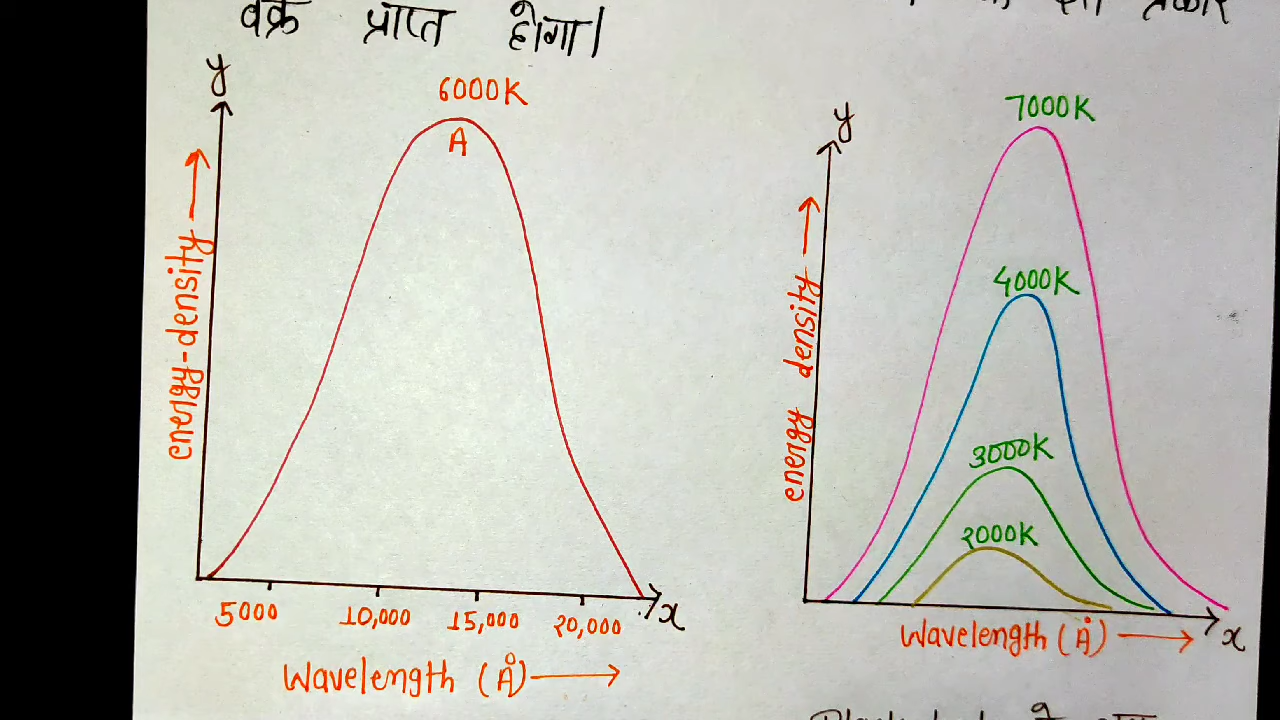 वक्र प्राप्त होगा।
y
6000K
A
energy-density
5000 10,000 15,000 20,000 x
Wavelength (Å)
y
7000K
4000K
3000K
2000K
energy density
x
Wavelength (Å)